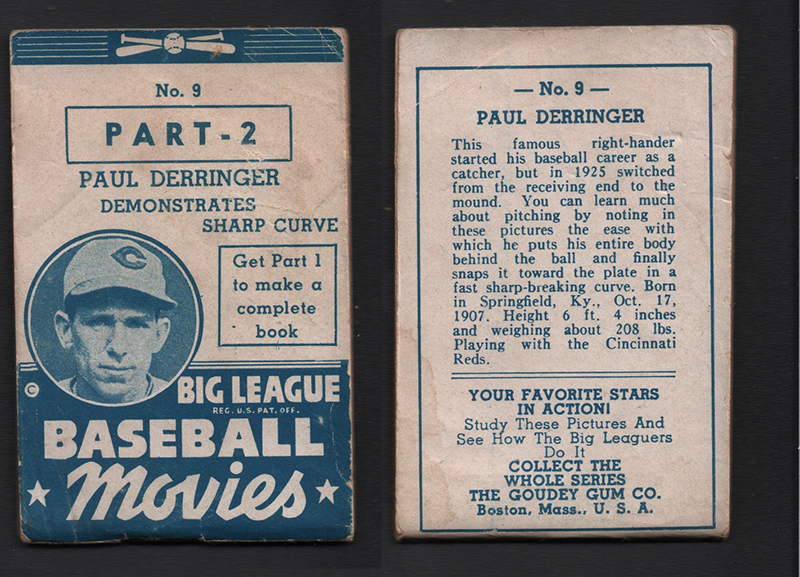 No. 9
PART-2
PAUL DERRINGER
DEMONSTRATES
SHARP CURVE
Get Part 1
to make a
complete
book
C
©
BIG LEAGUE
REG. U.S. PAT. OFF.
BASEBALL
Movies
— No. 9 —
PAUL DERRINGER
This famous right-hander
started his baseball career as a
catcher, but in 1925 switched
from the receiving end to the
mound. You can learn much
about pitching by noting in
these pictures the ease with
which he puts his entire body
behind the ball and finally
snaps it toward the plate in a
fast sharp-breaking curve. Born
in Springfield, Ky., Oct. 17,
1907. Height 6 ft. 4 inches
and weighing about 208 lbs.
Playing with the Cincinnati
Reds.
YOUR FAVORITE STARS
IN ACTION!
Study These Pictures And
See How The Big Leaguers
Do It
COLLECT THE
WHOLE SERIES
THE GOUDEY GUM CO.
Boston, Mass., U. S. A.